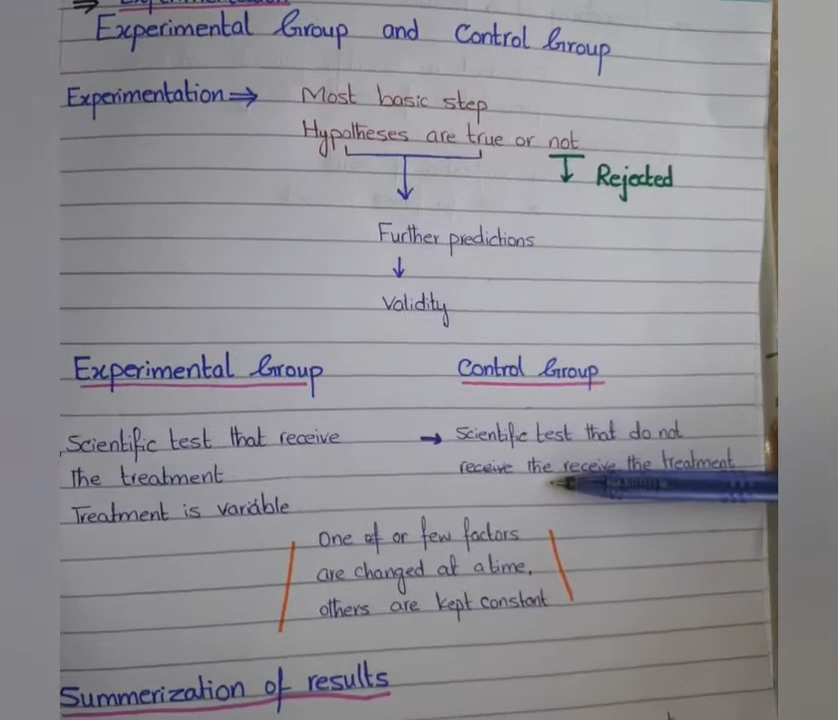 Experimental Group and Control Group
Experimentation ⇒ Most basic step
Hypotheses are true or not
Rejected
Further predictions
Validity
Experimental Group
Scientific test that receive
the treatment
Treatment is variable
Control Group
→ Scientific test that do not
receive the receive the treatment
One of or few factors
are changed at a time,
others are kept constant
Summerization of results